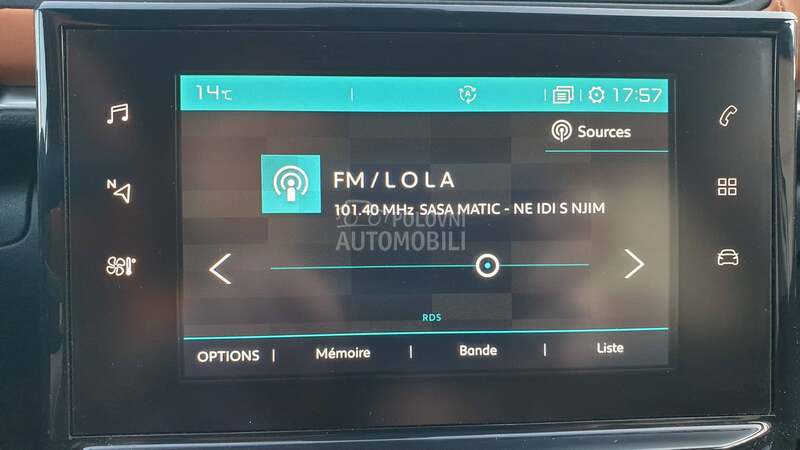 14°C
17:57
Sources
FM/LOLA
101.40 MHz SASA MATIC - NE IDI S NJIM
POLOVNI
AUTOMOBILI
N
RDS
OPTIONS Mémoire Bande Liste